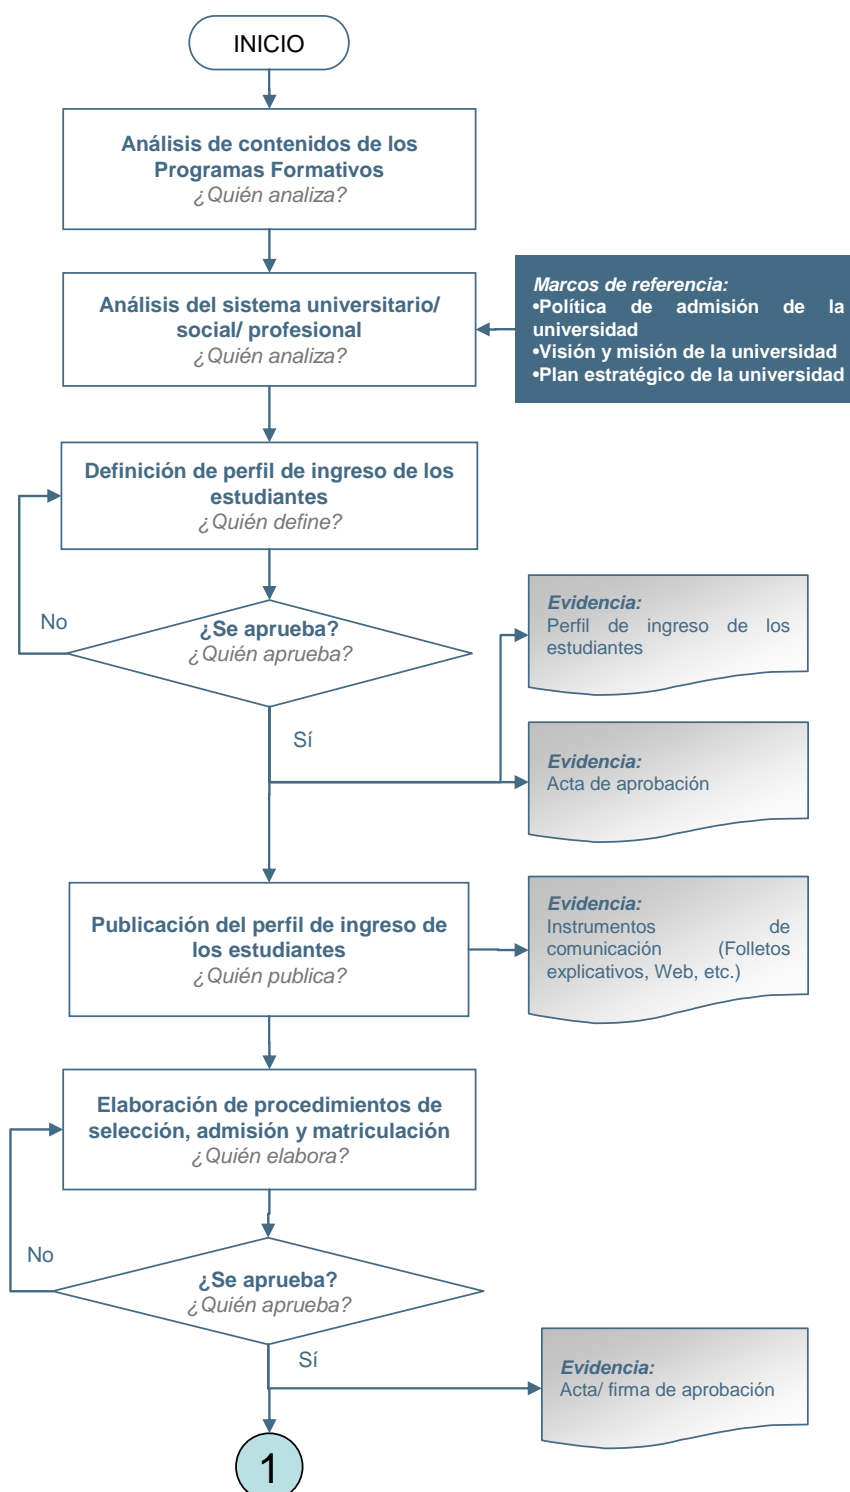 INICIO
Análisis de contenidos de los
Programas Formativos
¿Quién analiza?
Análisis del sistema universitario/
social/ profesional
¿Quién analiza?
Marcos de referencia:
•Política de admisión de la
universidad
•Visión y misión de la universidad
•Plan estratégico de la universidad
Definición de perfil de ingreso de los
estudiantes
¿Quién define?
No
¿Se aprueba?
¿Quién aprueba?
Evidencia:
Perfil de ingreso de los
estudiantes
Sí
Evidencia:
Acta de aprobación
Publicación del perfil de ingreso de
los estudiantes
¿Quién publica?
Evidencia:
Instrumentos de
comunicación (Folletos
explicativos, Web, etc.)
Elaboración de procedimientos de
selección, admisión y matriculación
¿Quién elabora?
No
¿Se aprueba?
¿Quién aprueba?
Sí
Evidencia:
Acta/ firma de aprobación
1